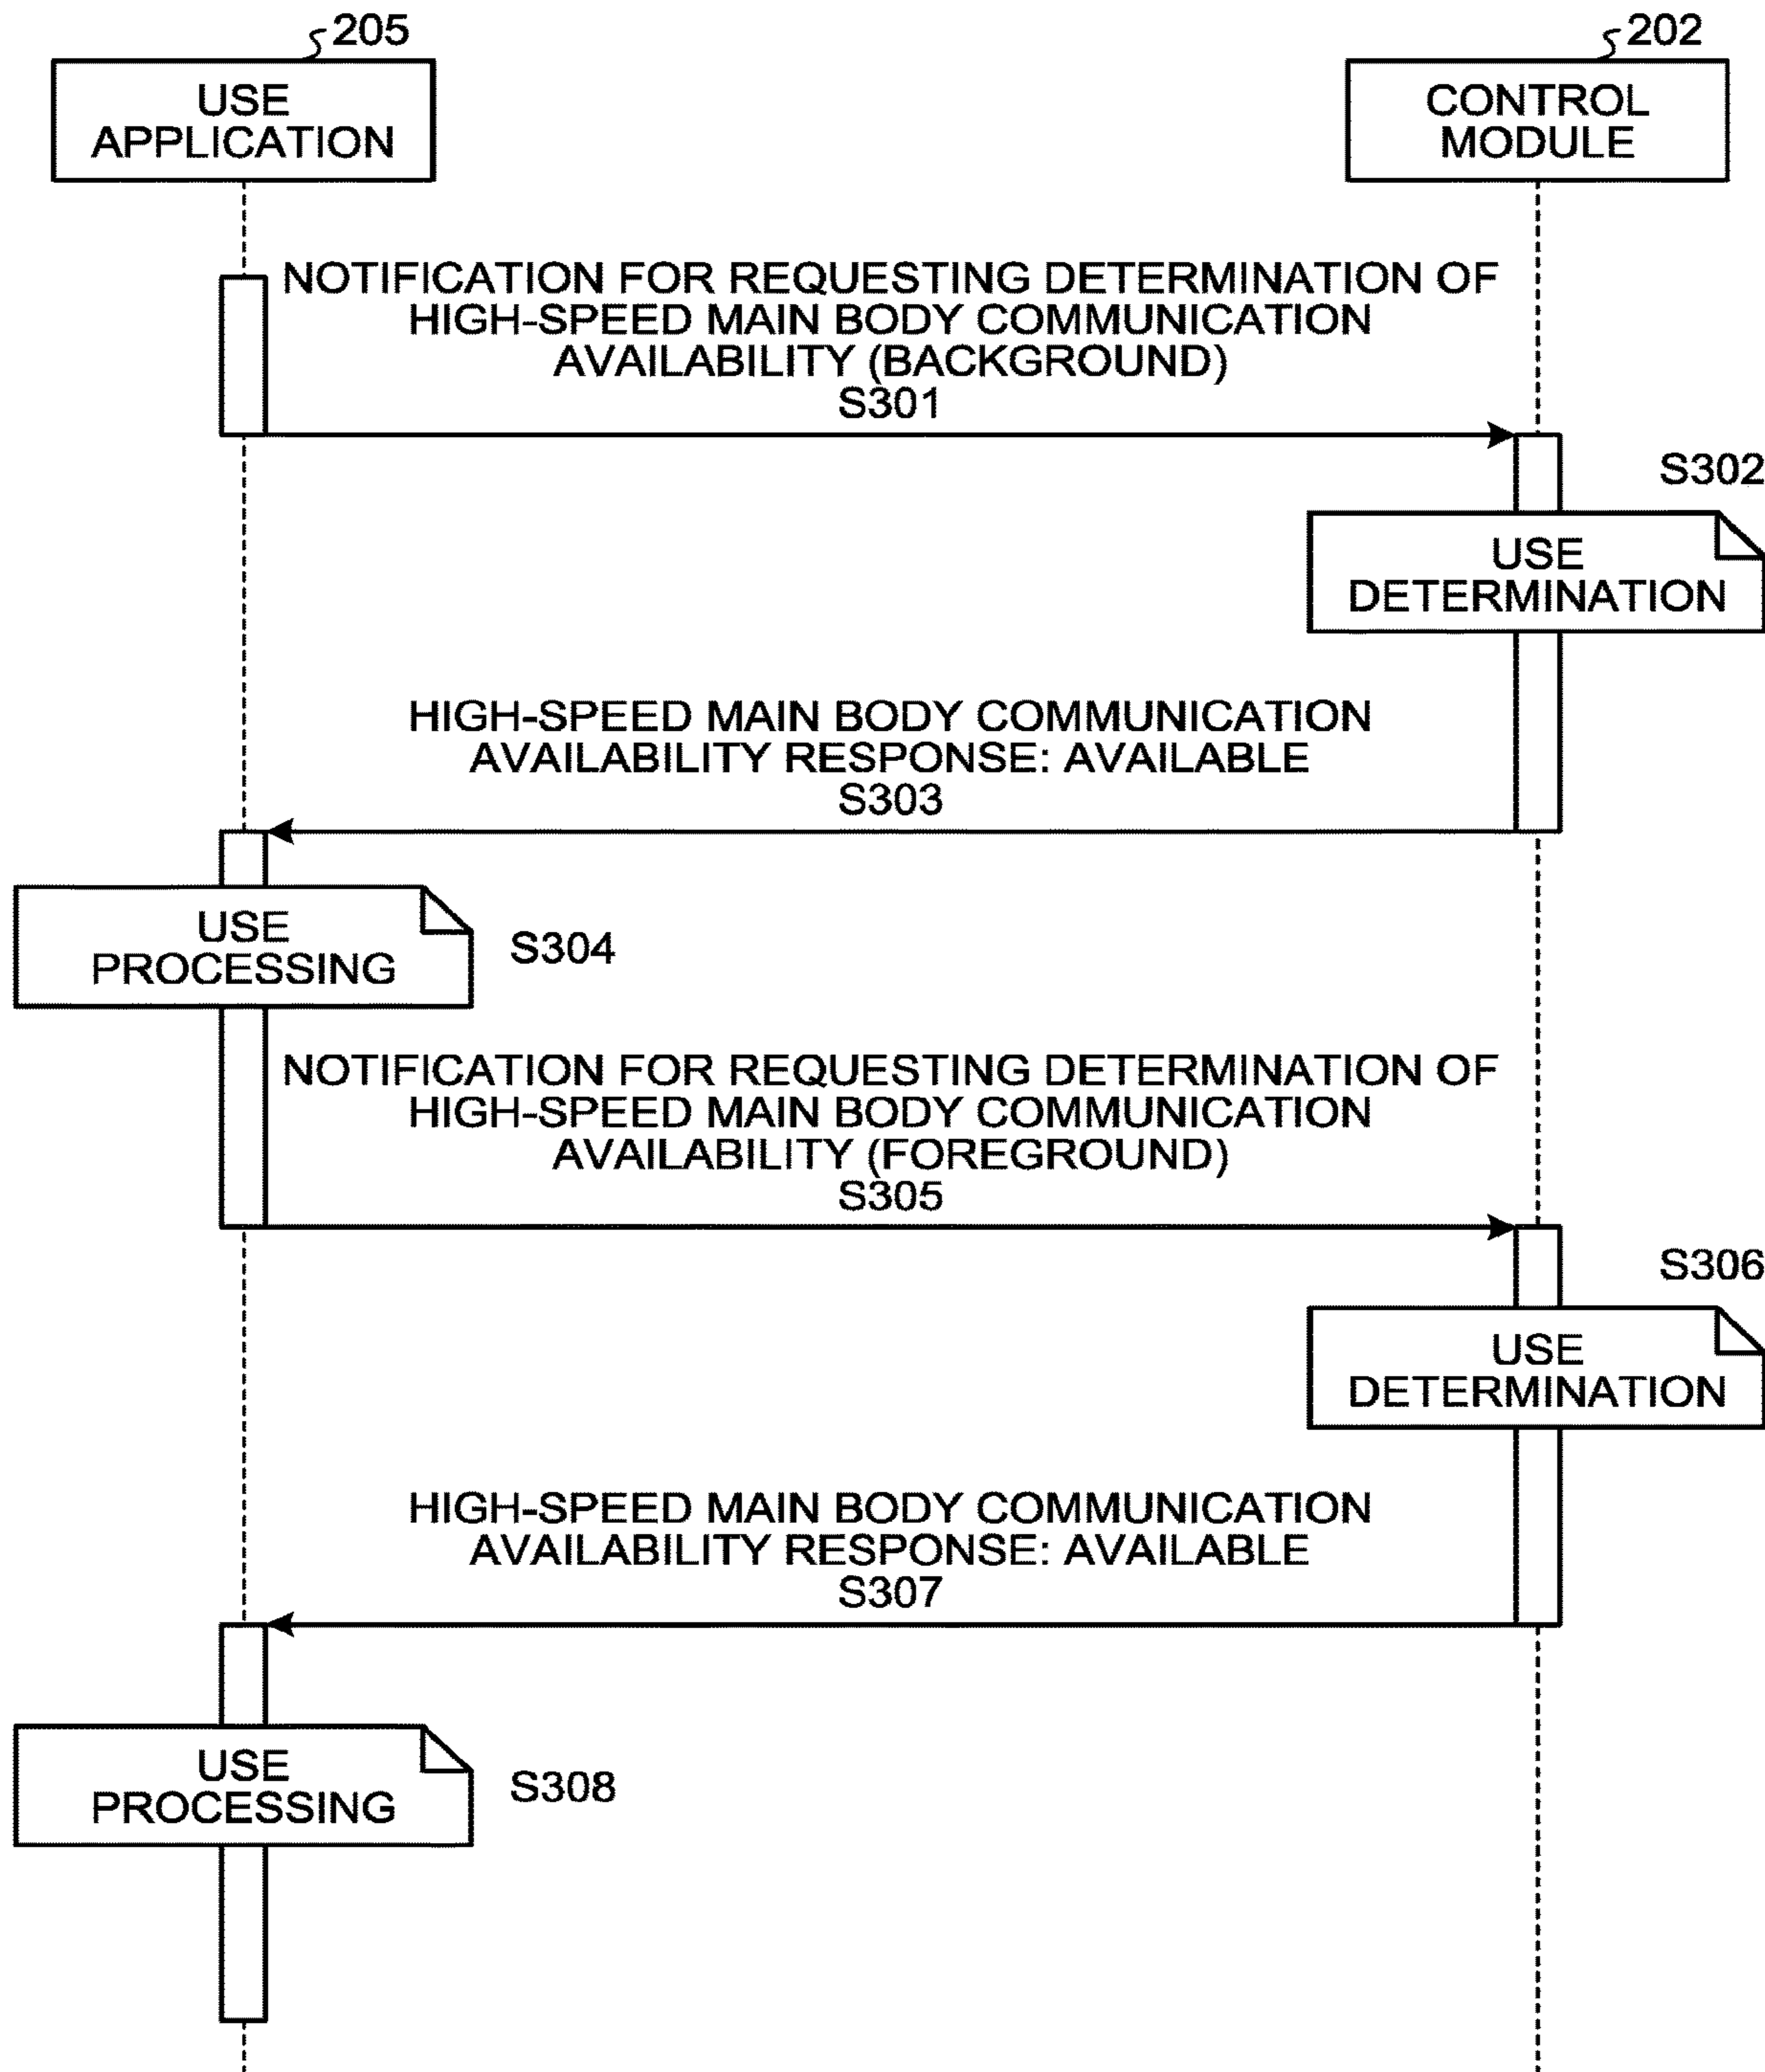 205
USE
APPLICATION
202
CONTROL
MODULE
NOTIFICATION FOR REQUESTING DETERMINATION OF
HIGH-SPEED MAIN BODY COMMUNICATION
AVAILABILITY (BACKGROUND)
S301
S302
USE
DETERMINATION
HIGH-SPEED MAIN BODY COMMUNICATION
AVAILABILITY RESPONSE: AVAILABLE
S303
USE
PROCESSING
S304
NOTIFICATION FOR REQUESTING DETERMINATION OF
HIGH-SPEED MAIN BODY COMMUNICATION
AVAILABILITY (FOREGROUND)
S305
S306
USE
DETERMINATION
HIGH-SPEED MAIN BODY COMMUNICATION
AVAILABILITY RESPONSE: AVAILABLE
S307
USE
PROCESSING
S308